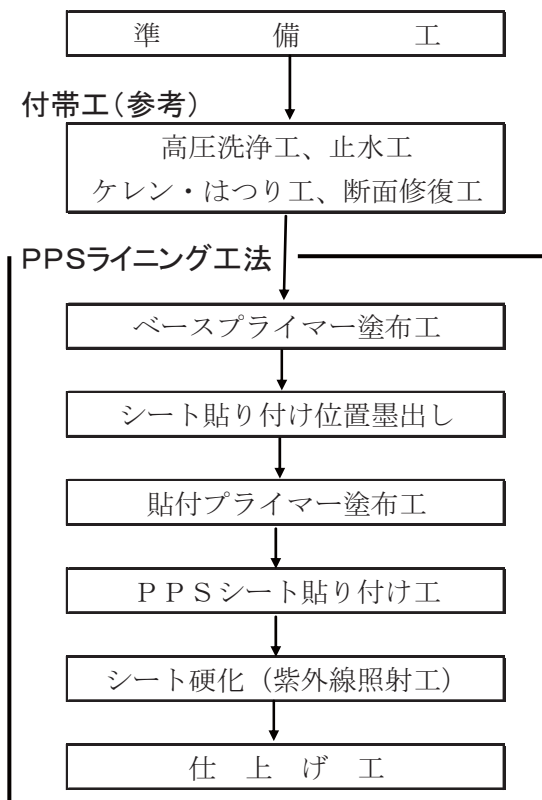 準　備　工
付帯工(参考)
高圧洗浄工、止水工
ケレン・はつり工、断面修復工
PPSライニング工法
ベースプライマー塗布工
シート貼り付け位置墨出し
貼付プライマー塗布工
ＰＰＳシート貼り付け工
シート硬化（紫外線照射工）
仕　上　げ　工